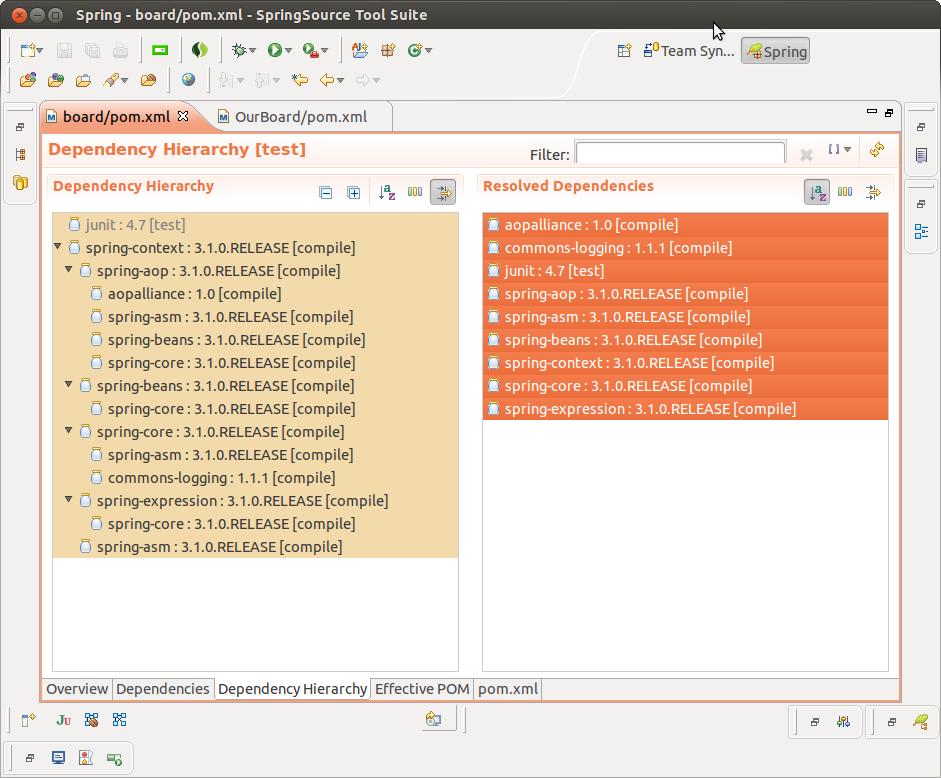 Spring - board/pom.xml - SpringSource Tool Suite
Team Syn...
Spring
board/pom.xml
OurBoard/pom.xml
Dependency Hierarchy [test]
Filter:
Dependency Hierarchy
junit : 4.7 [test]
spring-context : 3.1.0.RELEASE [compile]
spring-aop : 3.1.0.RELEASE [compile]
aopalliance : 1.0 [compile]
spring-asm : 3.1.0.RELEASE [compile]
spring-beans : 3.1.0.RELEASE [compile]
spring-core : 3.1.0.RELEASE [compile]
spring-beans : 3.1.0.RELEASE [compile]
spring-core : 3.1.0.RELEASE [compile]
spring-core : 3.1.0.RELEASE [compile]
spring-asm : 3.1.0.RELEASE [compile]
commons-logging : 1.1.1 [compile]
spring-expression : 3.1.0.RELEASE [compile]
spring-core : 3.1.0.RELEASE [compile]
spring-asm : 3.1.0.RELEASE [compile]
Resolved Dependencies
aopalliance : 1.0 [compile]
commons-logging : 1.1.1 [compile]
junit : 4.7 [test]
spring-aop : 3.1.0.RELEASE [compile]
spring-asm : 3.1.0.RELEASE [compile]
spring-beans : 3.1.0.RELEASE [compile]
spring-context : 3.1.0.RELEASE [compile]
spring-core : 3.1.0.RELEASE [compile]
spring-expression : 3.1.0.RELEASE [compile]
Overview
Dependencies
Dependency Hierarchy
Effective POM
pom.xml
JU